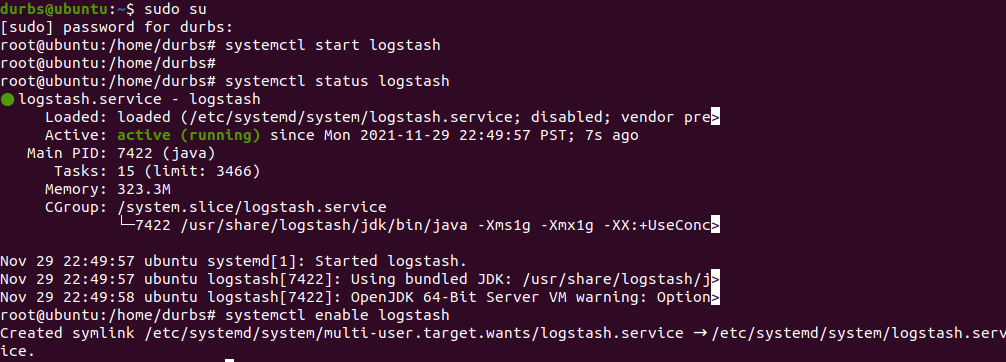 durbs@ubuntu:~$ sudo su
[sudo] password for durbs:
root@ubuntu:/home/durbs# systemctl start logstash
root@ubuntu:/home/durbs#
root@ubuntu:/home/durbs# systemctl status logstash
● logstash.service - logstash
     Loaded: loaded (/etc/systemd/system/logstash.service; disabled; vendor pre>
     Active: active (running) since Mon 2021-11-29 22:49:57 PST; 7s ago
   Main PID: 7422 (java)
      Tasks: 15 (limit: 3466)
     Memory: 323.3M
     CGroup: /system.slice/logstash.service
             └─7422 /usr/share/logstash/jdk/bin/java -Xms1g -Xmx1g -XX:+UseConc>

Nov 29 22:49:57 ubuntu systemd[1]: Started logstash.
Nov 29 22:49:57 ubuntu logstash[7422]: Using bundled JDK: /usr/share/logstash/j>
Nov 29 22:49:58 ubuntu logstash[7422]: OpenJDK 64-Bit Server VM warning: Option>
root@ubuntu:/home/durbs# systemctl enable logstash
Created symlink /etc/systemd/system/multi-user.target.wants/logstash.service → /etc/systemd/system/logstash.serv
ice.